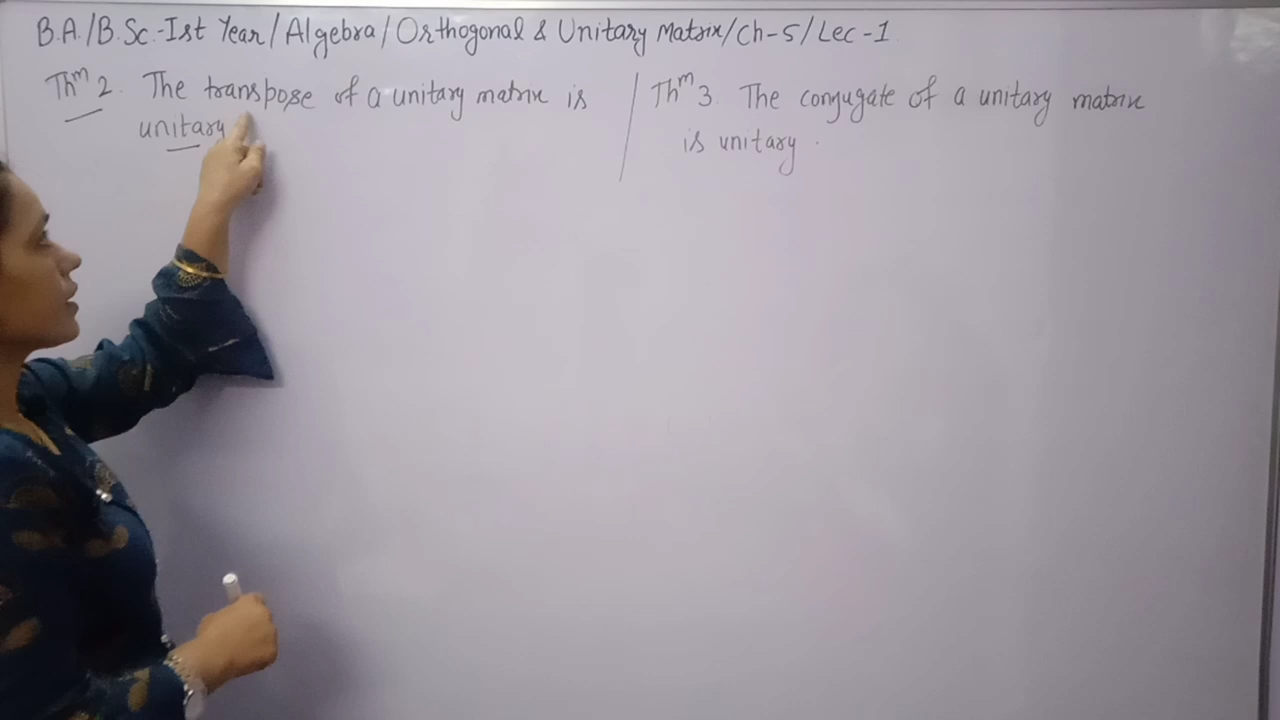 B.A./B.Sc.-Ist Year/Algebra/Orthogonal & Unitary Matrix/Ch-5/Lec-1
Thm 2. The transpose of a unitary matrix is
unitary
Thm 3. The conjugate of a unitary matrix
is unitary.